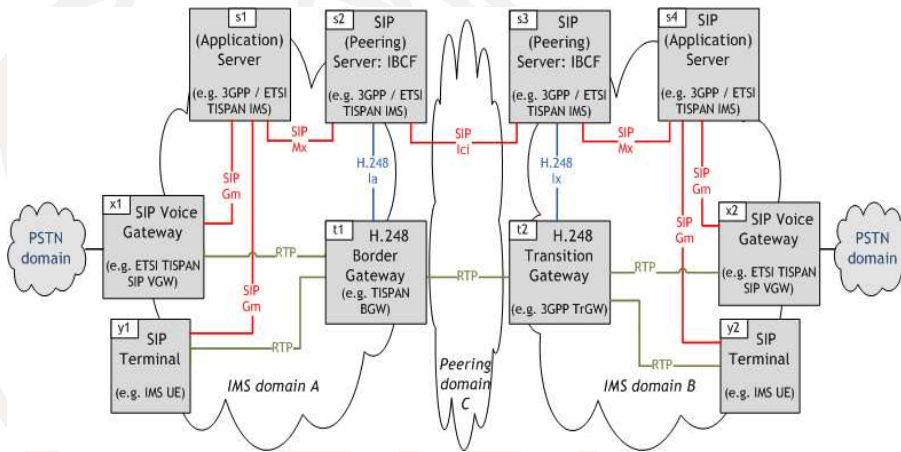 s1
SIP
(Application)
Server
(e.g. 3GPP / ETSI
TISPAN IMS)
s2
SIP
(Peering)
Server: IBCF
(e.g. 3GPP / ETSI
TISPAN IMS)
s3
SIP
(Peering)
Server: IBCF
(e.g. 3GPP / ETSI
TISPAN IMS)
s4
SIP
(Application)
Server
(e.g. 3GPP / ETSI
TISPAN IMS)
SIP
Mx
SIP
Ici
SIP
Mx
SIP
Gm
H.248
Ia
H.248
Ix
SIP
Gm
PSTN
domain
x1
SIP Voice
Gateway
(e.g. ETSI TISPAN
SIP VGW)
RTP
t1
H.248
Border
Gateway
(e.g. TISPAN
BGW)
RTP
t2
H.248
Transition
Gateway
(e.g. 3GPP TrGW)
RTP
SIP
Gm
x2
SIP Voice
Gateway
(e.g. ETSI TISPAN
SIP VGW)
PSTN
domain
SIP
Gm
y1
SIP
Terminal
(e.g. IMS UE)
RTP
IMS domain A
Peering
domain
C
IMS domain B
RTP
y2
SIP
Terminal
(e.g. IMS UE)